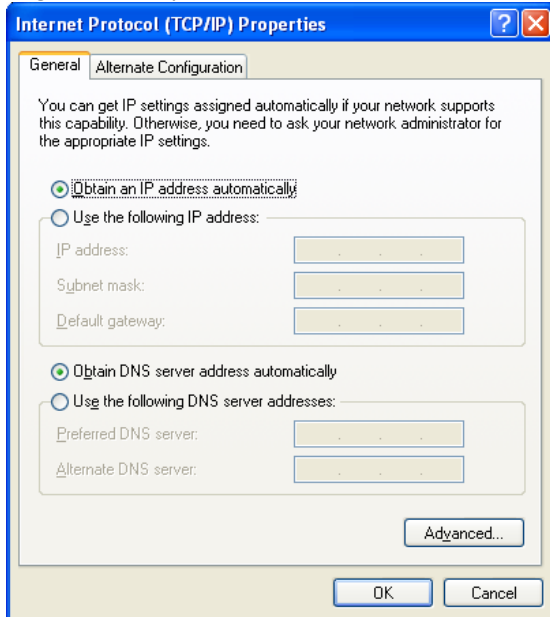 Internet Protocol (TCP/IP) Properties
General
Alternate Configuration
You can get IP settings assigned automatically if your network supports
this capability. Otherwise, you need to ask your network administrator for
the appropriate IP settings.
Obtain an IP address automatically
Use the following IP address:
IP address:
Subnet mask:
Default gateway:
Obtain DNS server address automatically
Use the following DNS server addresses:
Preferred DNS server:
Alternate DNS server:
Advanced...
OK
Cancel